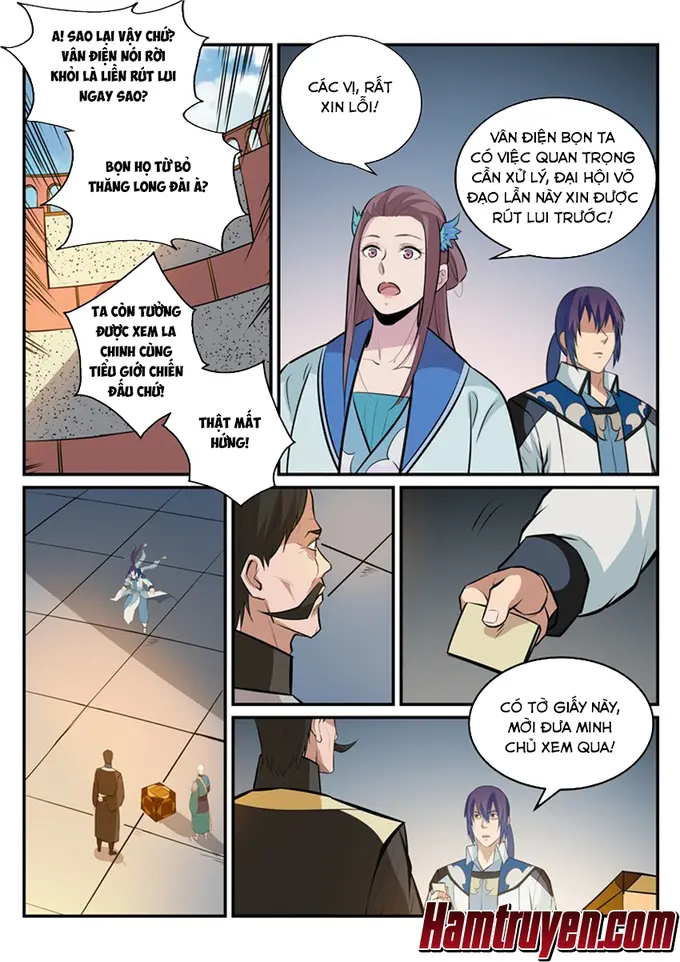 A! SAO LẠI VẬY CHỨ?
VÂN ĐIỆN NÓI RỜI
KHỎI LÀ LIỀN RÚT LUI
NGAY SAO?
BỌN HỌ TỪ BỎ
THĂNG LONG ĐÀI À?
TA CÒN TƯỞNG
ĐƯỢC XEM LA
CHINH CÙNG
TIỂU GIỚI CHIẾN
ĐẤU CHỨ!
THẬT MẤT
HỨNG!
CÁC VỊ, RẤT
XIN LỖI!
VÂN ĐIỆN BỌN TA
CÓ VIỆC QUAN TRỌNG
CẦN XỬ LÝ, ĐẠI HỘI VÕ
ĐẠO LẦN NÀY XIN ĐƯỢC
RÚT LUI TRƯỚC!
CÓ TỜ GIẤY NÀY,
MỜI ĐƯA MINH
CHỦ XEM QUA!
Hamtruyen.com